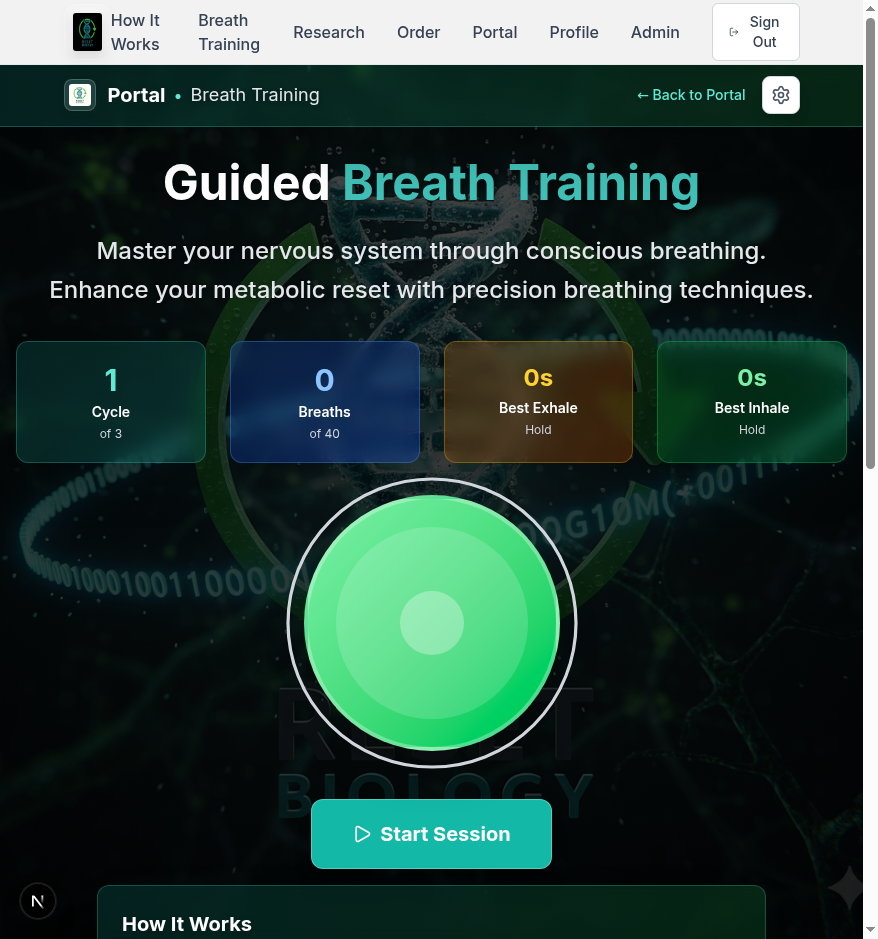 How It Works
Breath Training
Research
Order
Portal
Profile
Admin
Sign Out
Portal • Breath Training
← Back to Portal
Guided Breath Training
Master your nervous system through conscious breathing.
Enhance your metabolic reset with precision breathing techniques.
1
Cycle
of 3
0
Breaths
of 40
0s
Best Exhale
Hold
0s
Best Inhale
Hold
BIOLOGY
Start Session
N
How It Works